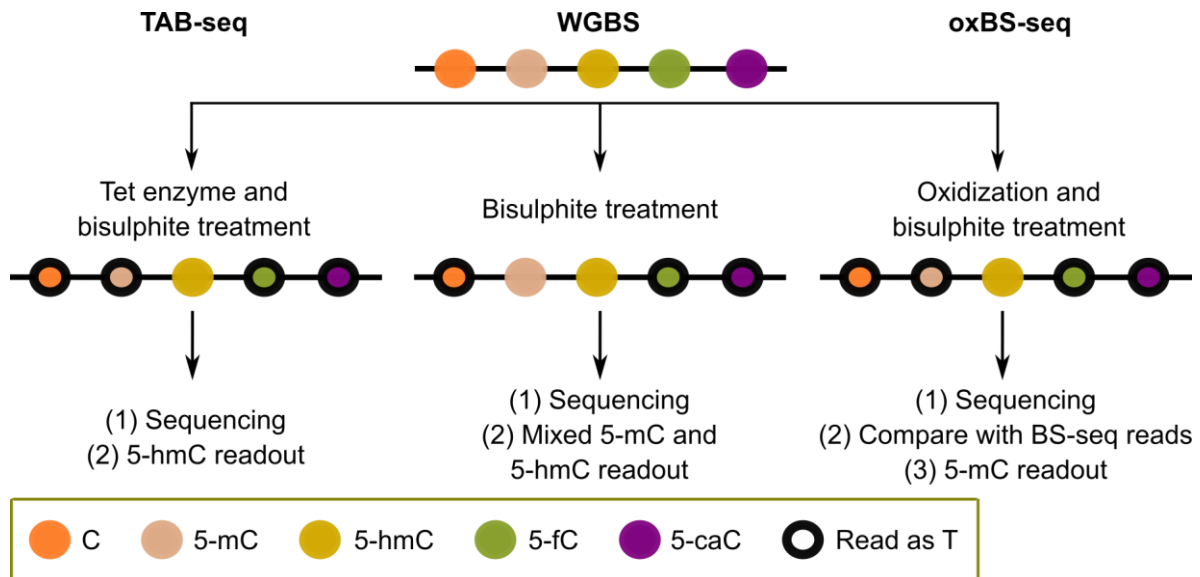 TAB-seq
WGBS
oxBS-seq
Tet enzyme and
bisulphite treatment
Bisulphite treatment
Oxidization and
bisulphite treatment
(1) Sequencing
(2) 5-hmC readout
(1) Sequencing
(2) Mixed 5-mC and
5-hmC readout
(1) Sequencing
(2) Compare with BS-seq reads
(3) 5-mC readout
C
5-mC
5-hmC
5-fC
5-caC
Read as T